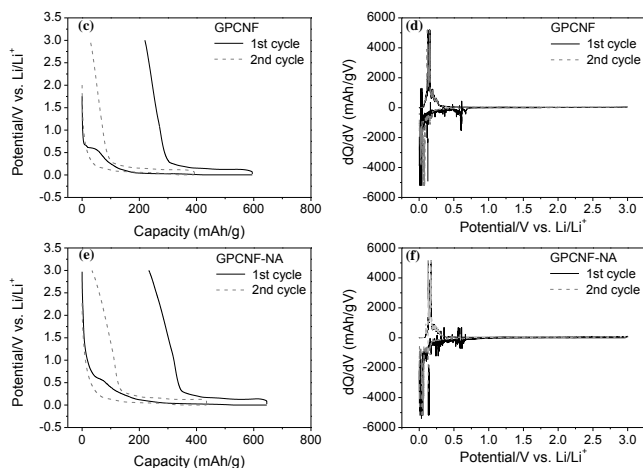 (c)
GPCNF
1st cycle
2nd cycle
Potential/V vs. Li/Li+
3.5
3.0
2.5
2.0
1.5
1.0
0.5
0.0
-0.5
0 200 400 600 800
Capacity (mAh/g)
(d)
GPCNF
1st cycle
2nd cycle
dQ/dV (mAh/gV)
6000
4000
2000
0
-2000
-4000
-6000
0.0 0.5 1.0 1.5 2.0 2.5 3.0
Potential/V vs. Li/Li+
(e)
GPCNF-NA
1st cycle
2nd cycle
Potential/V vs. Li/Li+
3.5
3.0
2.5
2.0
1.5
1.0
0.5
0.0
-0.5
0 200 400 600 800
Capacity (mAh/g)
(f)
GPCNF-NA
1st cycle
2nd cycle
dQ/dV (mAh/gV)
6000
4000
2000
0
-2000
-4000
-6000
0.0 0.5 1.0 1.5 2.0 2.5 3.0
Potential/V vs. Li/Li+